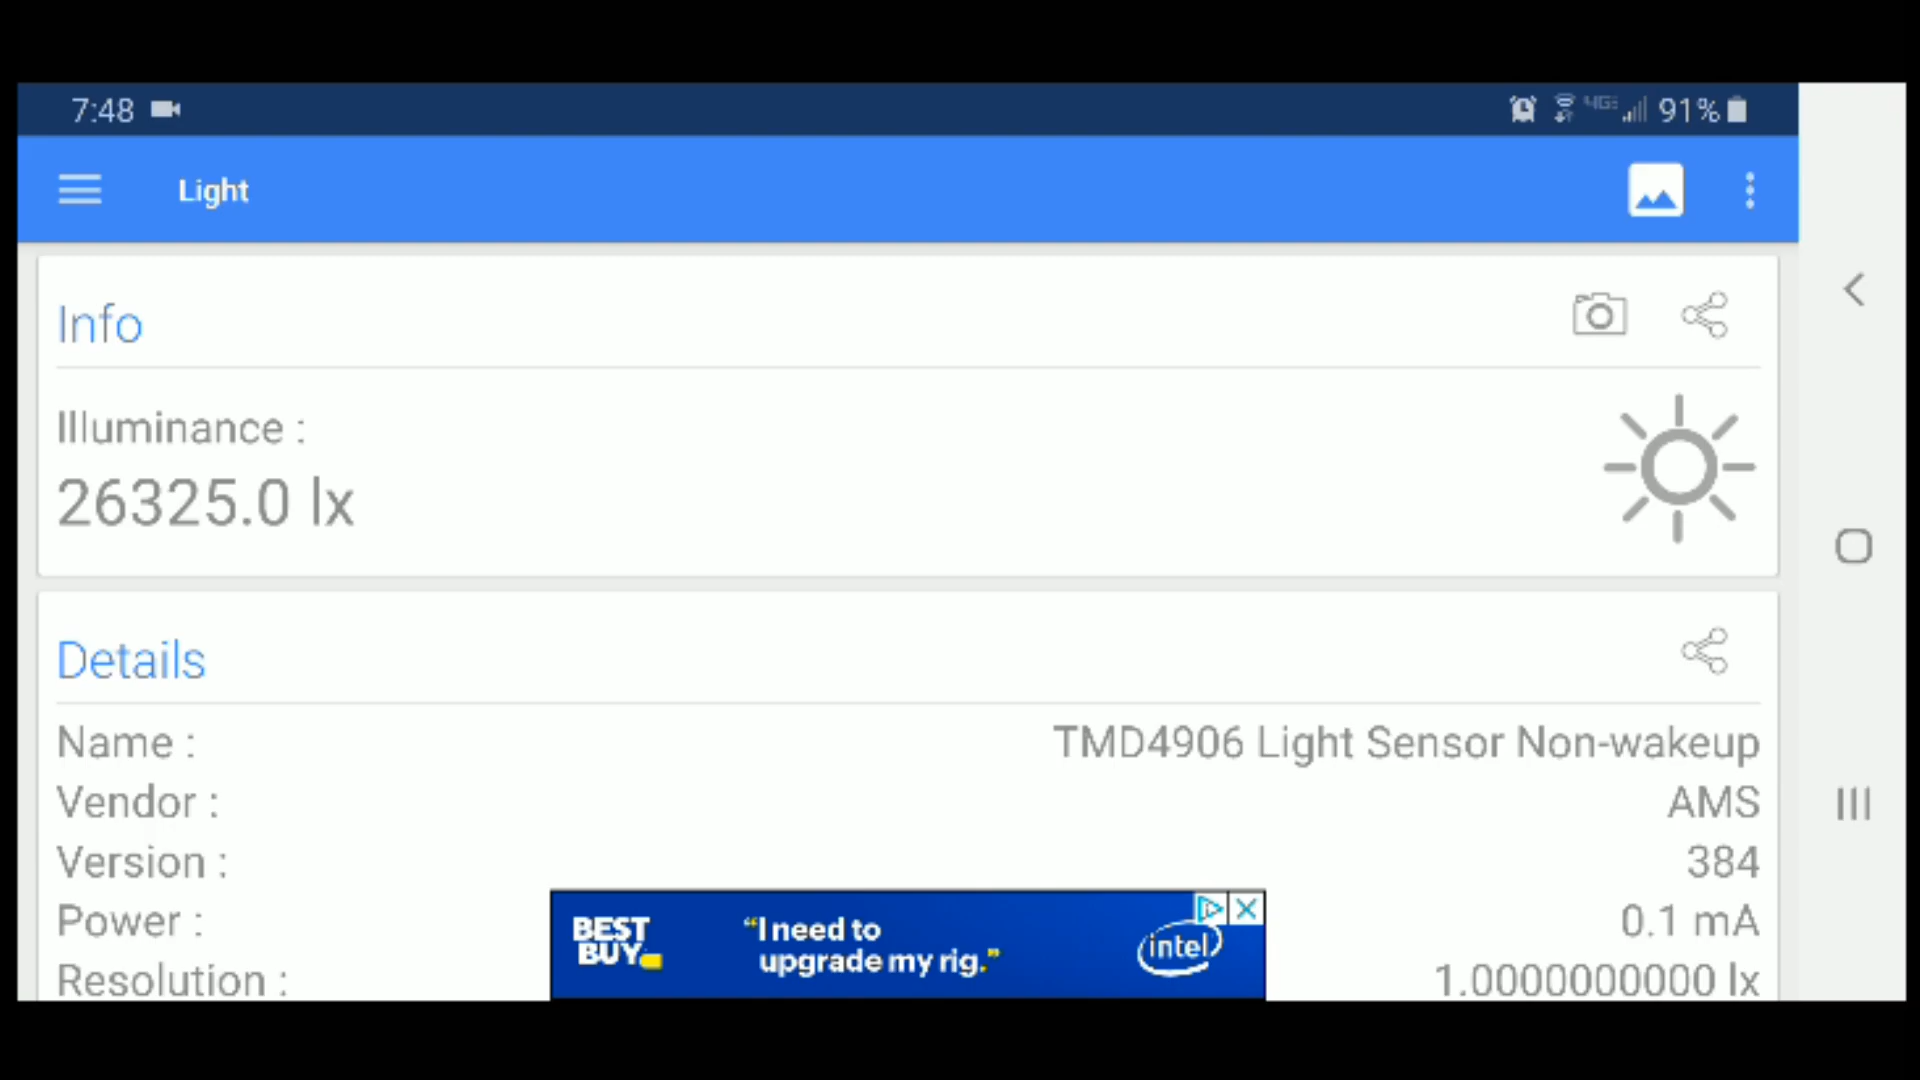 7:48
4GE 91%
Light
Info
Illuminance :
26325.0 lx
Details
Name : TMD4906 Light Sensor Non-wakeup
Vendor : AMS
Version : 384
Power : 0.1 mA
Resolution : 1.0000000000 lx
BEST BUY
“I need to
upgrade my rig.”
intel